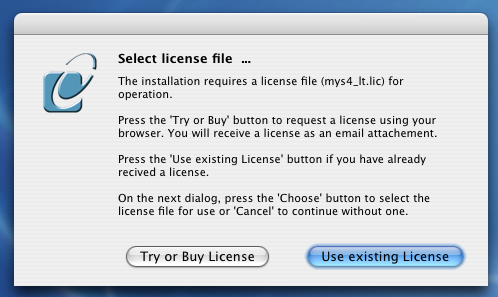 Select license file ...
The installation requires a license file (mys4_lt.lic) for
operation.
Press the 'Try or Buy' button to request a license using your
browser. You will receive a license as an email attachement.
Press the 'Use existing License' button if you have already
recived a license.
On the next dialog, press the 'Choose' button to select the
license file for use or 'Cancel' to continue without one.
Try or Buy License
Use existing License